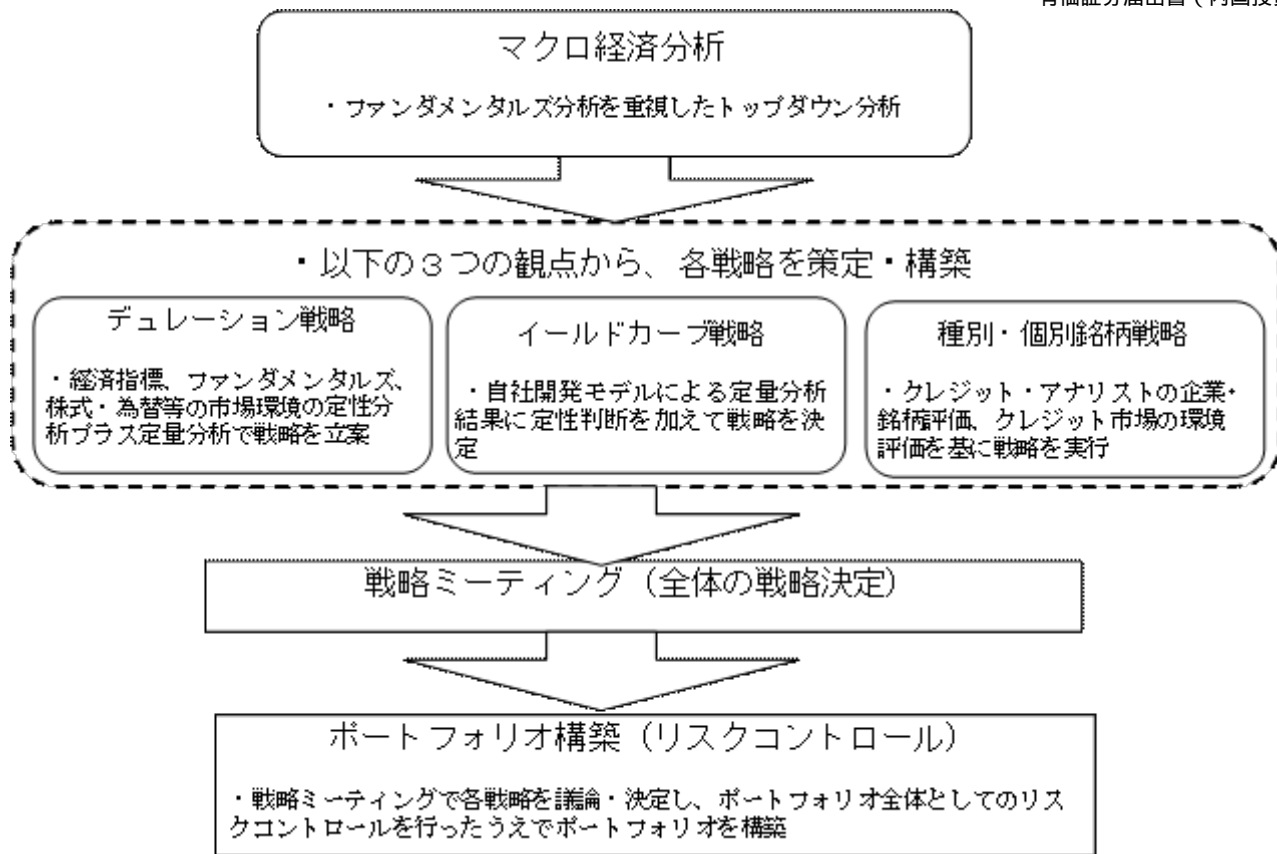 マクロ経済分析
・ファンダメンタルズ分析を重視したトップダウン分析
・以下の３つの観点から、各戦略を策定・構築
デュレーション戦略
・経済指標、ファンダメンタルズ、
株式・為替等の市場環境の定性分
析プラス定量分析で戦略を立案
イールドカーブ戦略
・自社開発モデルによる定量分析
結果に定性判断を加えて戦略を決
定
種別・個別銘柄戦略
・クレジット・アナリストの企業・
銘柄評価、クレジット市場の環境
評価を基に戦略を実行
戦略ミーティング（全体の戦略決定）
ポートフォリオ構築（リスクコントロール）
・戦略ミーティングで各戦略を議論・決定し、ポートフォリオ全体としてのリス
クコントロールを行ったうえでポートフォリオを構築